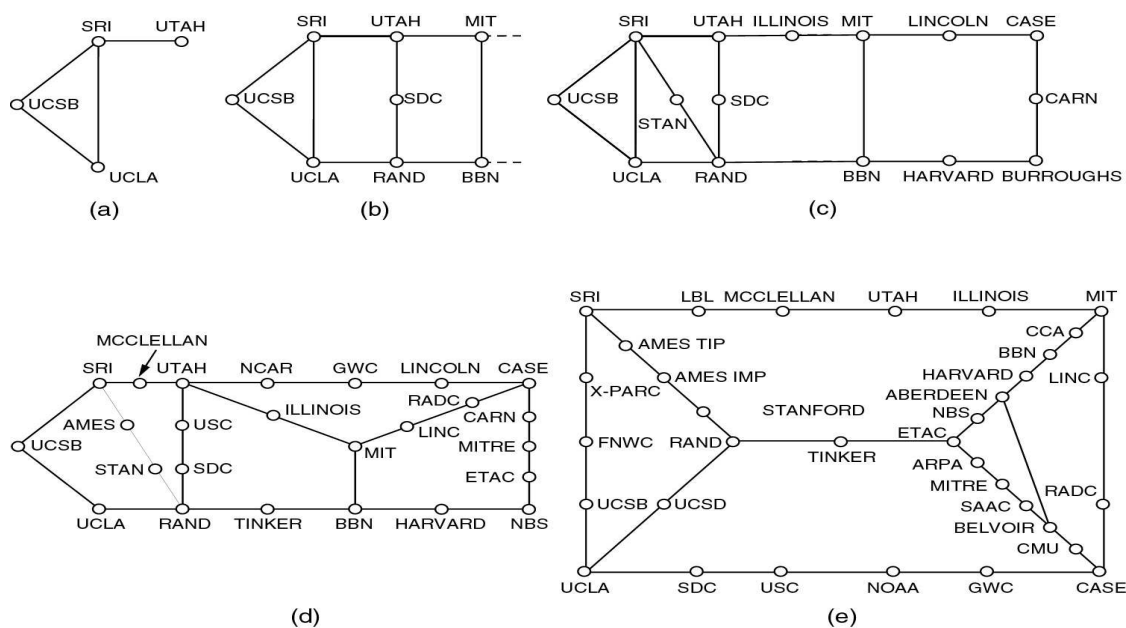 SRI UTAH
UCSB
UCLA
(a)
SRI UTAH MIT
UCSB
SDC
UCLA RAND BBN
(b)
SRI UTAH ILLINOIS MIT LINCOLN CASE
UCSB
STAN
SDC
CARN
UCLA RAND BBN HARVARD BURROUGHS
(c)
MCCLELLAN
SRI UTAH NCAR GWC LINCOLN CASE
RADC
ILLINOIS
CARN
AMES
USC
LINC
UCSB
MIT
MITRE
STAN
SDC
ETAC
UCLA RAND TINKER BBN HARVARD NBS
(d)
SRI LBL MCCLELLAN UTAH ILLINOIS MIT
CCA
AMES TIP
BBN
AMES IMP
HARVARD
LINC
X-PARC
ABERDEEN
STANFORD
NBS
FNWC
RAND
ETAC
TINKER
ARPA
MITRE
RADC
UCSB
UCSD
SAAC
BELVOIR
CMU
UCLA SDC USC NOAA GWC CASE
(e)